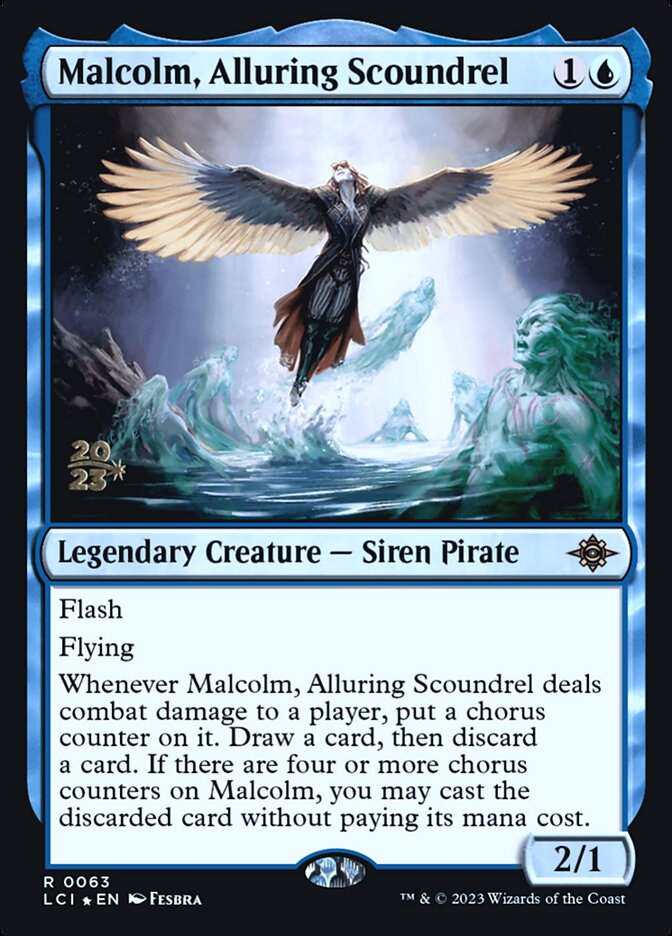 Malcolm, Alluring Scoundrel 1
20
23
Legendary Creature — Siren Pirate
Flash
Flying
Whenever Malcolm, Alluring Scoundrel deals
combat damage to a player, put a chorus
counter on it. Draw a card, then discard
a card. If there are four or more chorus
counters on Malcolm, you may cast the
discarded card without paying its mana cost.
2/1
R 0063
LCI ★ EN Fesbra
™ & © 2023 Wizards of the Coast